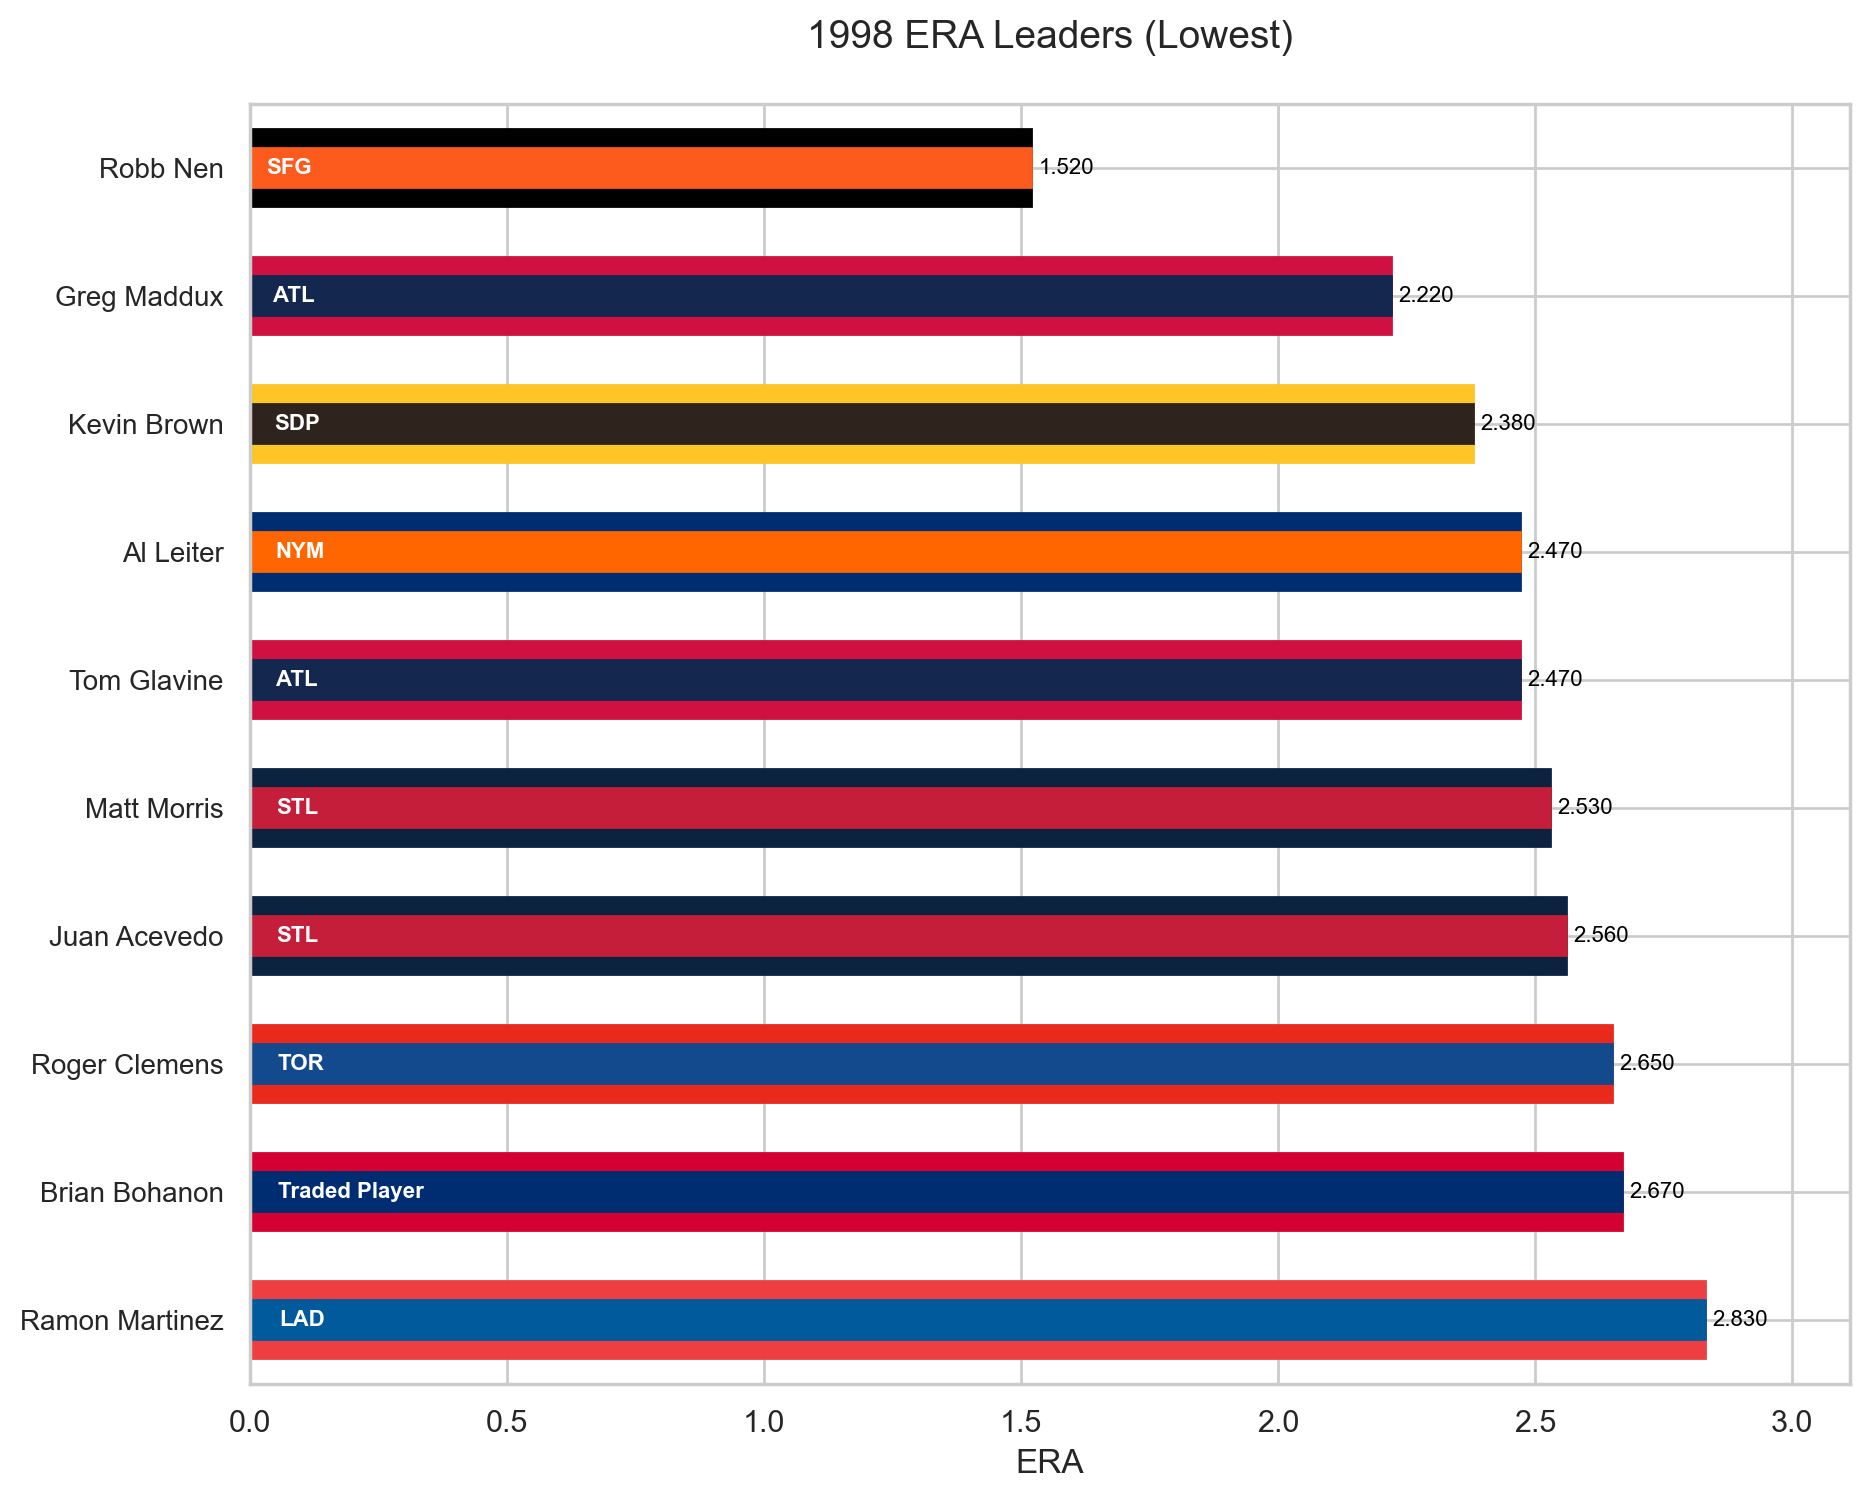 1998 ERA Leaders (Lowest)
Robb Nen SFG 1.520
Greg Maddux ATL 2.220
Kevin Brown SDP 2.380
Al Leiter NYM 2.470
Tom Glavine ATL 2.470
Matt Morris STL 2.530
Juan Acevedo STL 2.560
Roger Clemens TOR 2.650
Brian Bohanon Traded Player 2.670
Ramon Martinez LAD 2.830
0.0 0.5 1.0 1.5 2.0 2.5 3.0
ERA